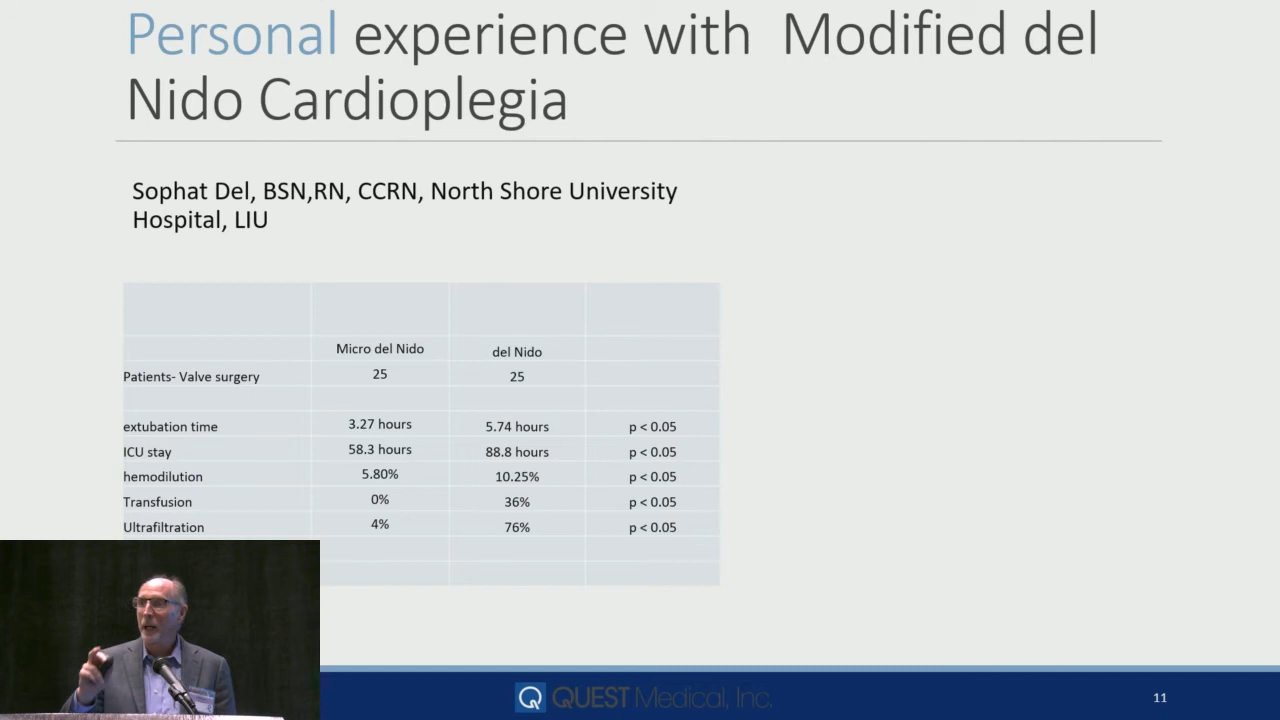 Personal experience with Modified del
Nido Cardioplegia
Sophat Del, BSN,RN, CCRN, North Shore University
Hospital, LIU
Micro del Nido del Nido
Patients- Valve surgery 25 25
extubation time 3.27 hours 5.74 hours p < 0.05
ICU stay 58.3 hours 88.8 hours p < 0.05
hemodilution 5.80% 10.25% p < 0.05
Transfusion 0% 36% p < 0.05
Ultrafiltration 4% 76% p < 0.05
QUEST Medical, Inc.
11